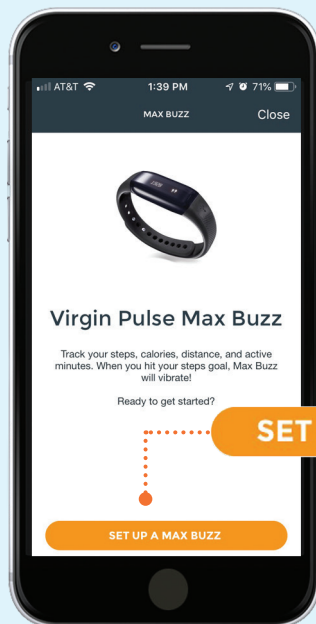 AT&T 1:39 PM 71%
MAX BUZZ Close
Virgin Pulse Max Buzz
Track your steps, calories, distance, and active
minutes. When you hit your steps goal, Max Buzz
will vibrate!
Ready to get started?
SET
SET UP A MAX BUZZ